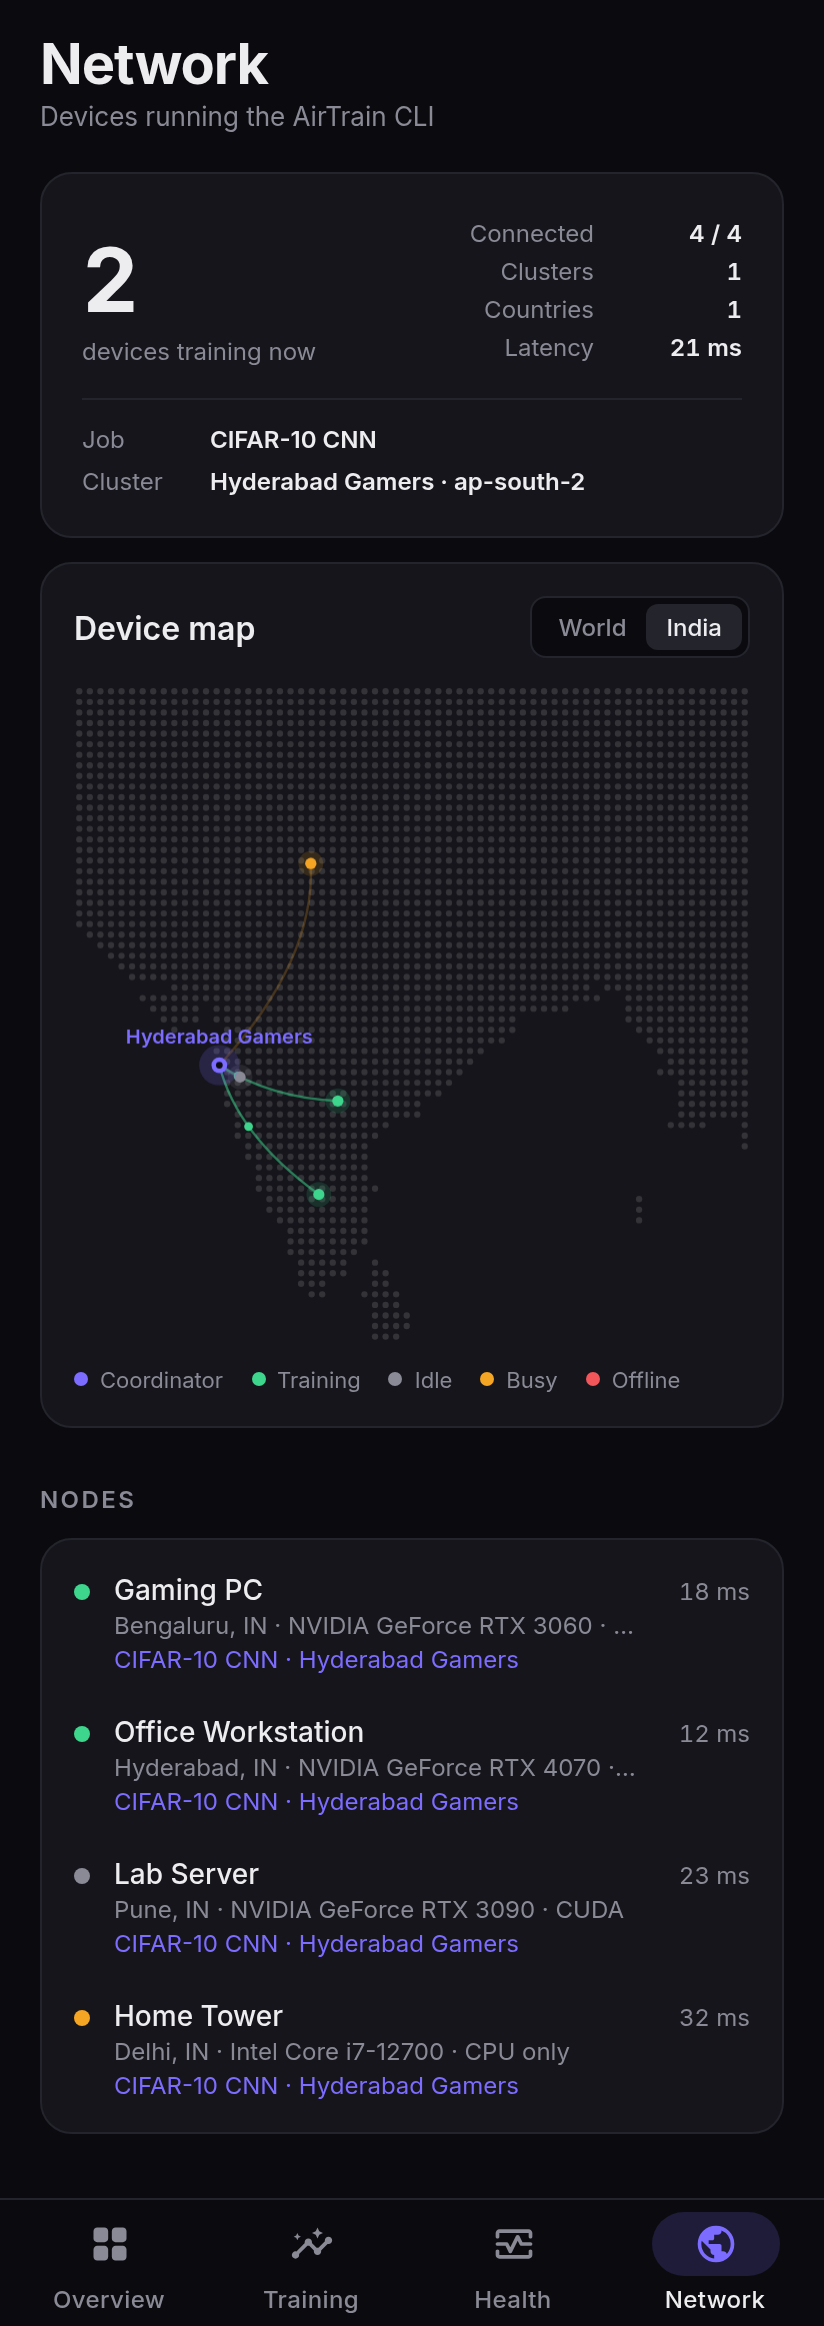 Network
Devices running the AirTrain CLI
2
devices training now
Connected 4 / 4
Clusters 1
Countries 1
Latency 21 ms
Job CIFAR-10 CNN
Cluster Hyderabad Gamers · ap-south-2
Device map
World India
Hyderabad Gamers
Coordinator Training Idle Busy Offline
NODES
Gaming PC 18 ms
Bengaluru, IN · NVIDIA GeForce RTX 3060 · ...
CIFAR-10 CNN · Hyderabad Gamers
Office Workstation 12 ms
Hyderabad, IN · NVIDIA GeForce RTX 4070 ·...
CIFAR-10 CNN · Hyderabad Gamers
Lab Server 23 ms
Pune, IN · NVIDIA GeForce RTX 3090 · CUDA
CIFAR-10 CNN · Hyderabad Gamers
Home Tower 32 ms
Delhi, IN · Intel Core i7-12700 · CPU only
CIFAR-10 CNN · Hyderabad Gamers
Overview Training Health Network